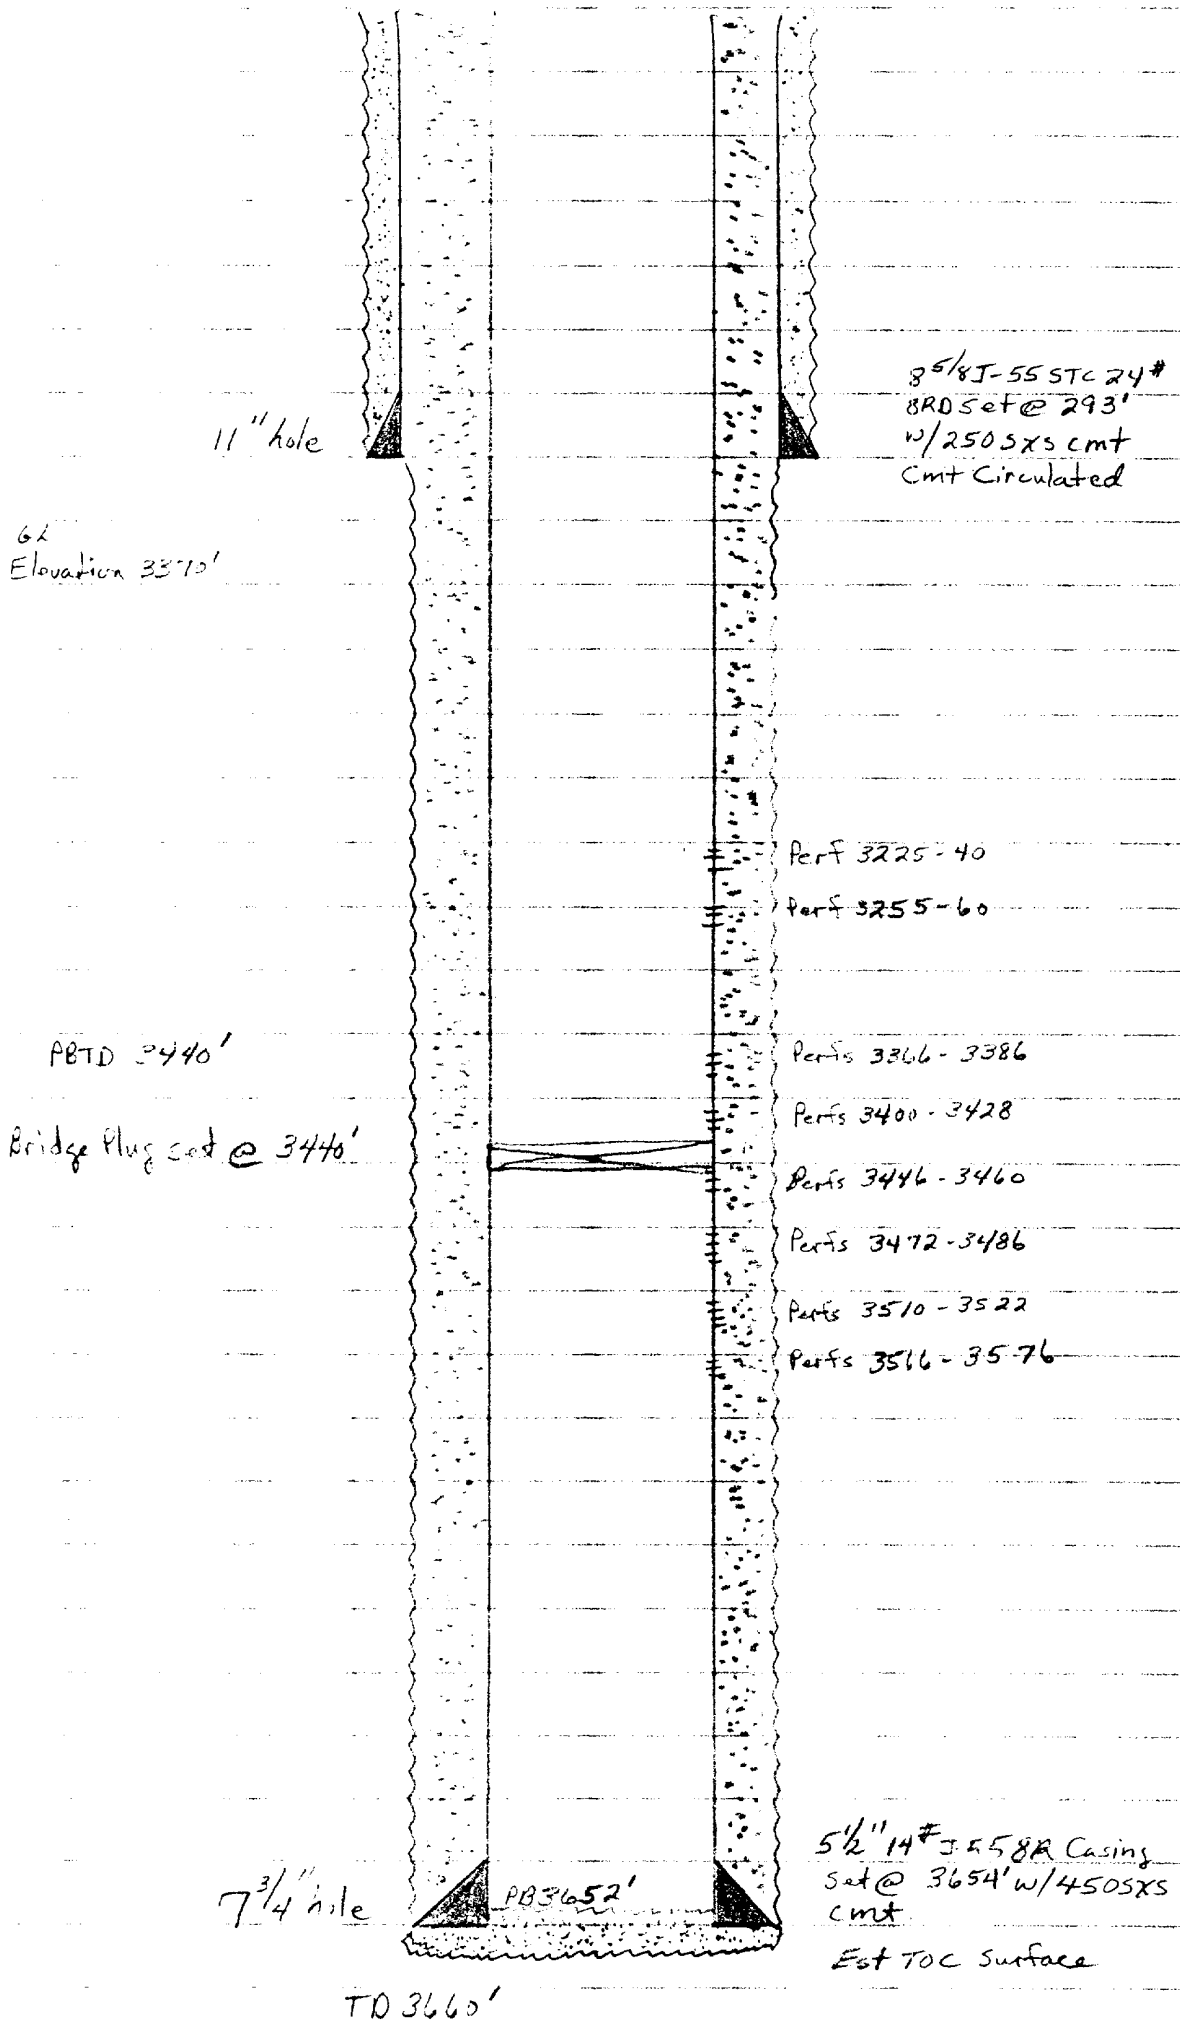 8 5/8 J-55 STC 24#
8RD Set @ 293'
w/250 sxs cmt
Cmt Circulated
11" hole
GL
Elevation 3370'
Perf 3225-40
Perf 3255-60
PBTD 3440'
Perfs 3366-3386
Perfs 3400-3428
Bridge Plug set @ 3440'
Perfs 3446-3460
Perfs 3472-3486
Perfs 3510-3522
Perfs 3566-3576
5 1/2" 14# J55 8R Casing
Set @ 3654' w/450 sxs
cmt
7 3/4" hole
PB 3652'
Est TOC Surface
TD 3660'